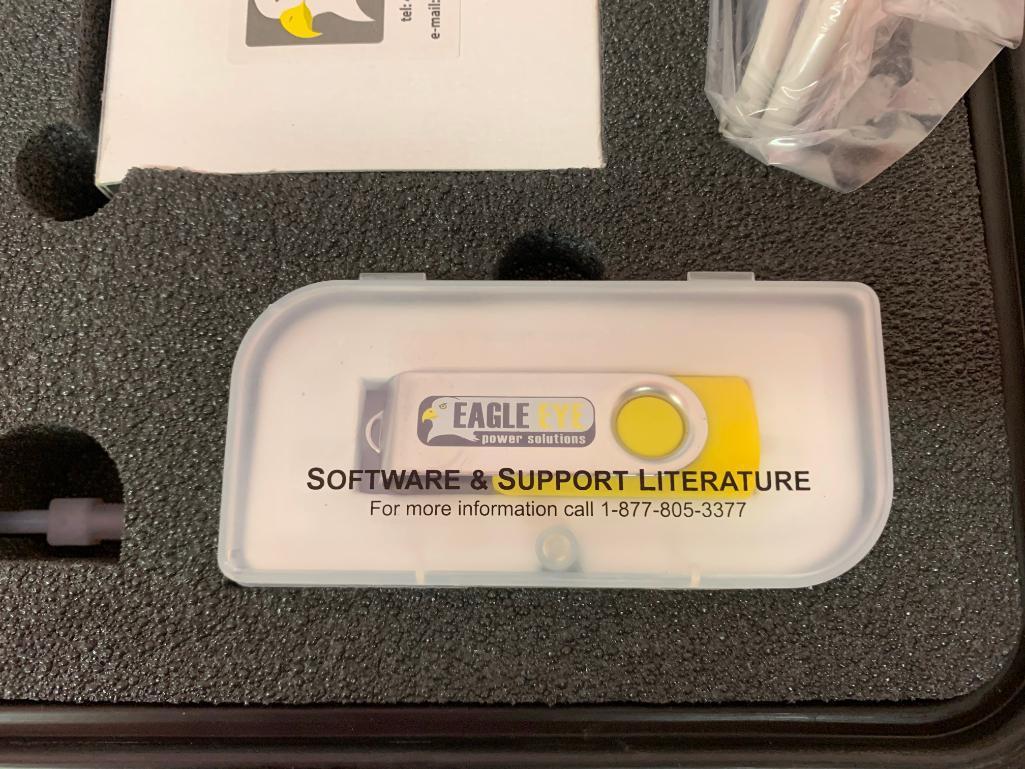 tel:
e-mail:
EAGLE EYE
power solutions
SOFTWARE & SUPPORT LITERATURE
For more information call 1-877-805-3377